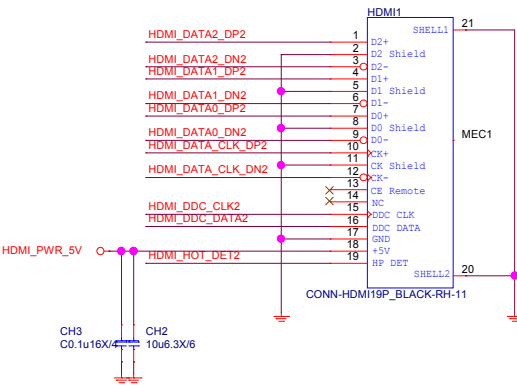 HDMI1
HDMI_DATA2_DP2 1 D2+ SHELL1 21
2 D2 Shield
HDMI_DATA2_DN2 3 D2-
HDMI_DATA1_DP2 4 D1+
5 D1 Shield
HDMI_DATA1_DN2 6 D1-
HDMI_DATA0_DP2 7 D0+
8 D0 Shield
HDMI_DATA0_DN2 9 D0-
MEC1
HDMI_DATA_CLK_DP2 10 CK+
11 CK Shield
HDMI_DATA_CLK_DN2 12 CK-
13 CE Remote
14 NC
HDMI_DDC_CLK2 15 DDC CLK
HDMI_DDC_DATA2 16 DDC DATA
17 GND
HDMI_PWR_5V 18 +5V
HDMI_HOT_DET2 19 HP DET
SHELL2 20
CONN-HDMI19P_BLACK-RH-11
CH3 CH2
C0.1u16X/4 10u6.3X/6